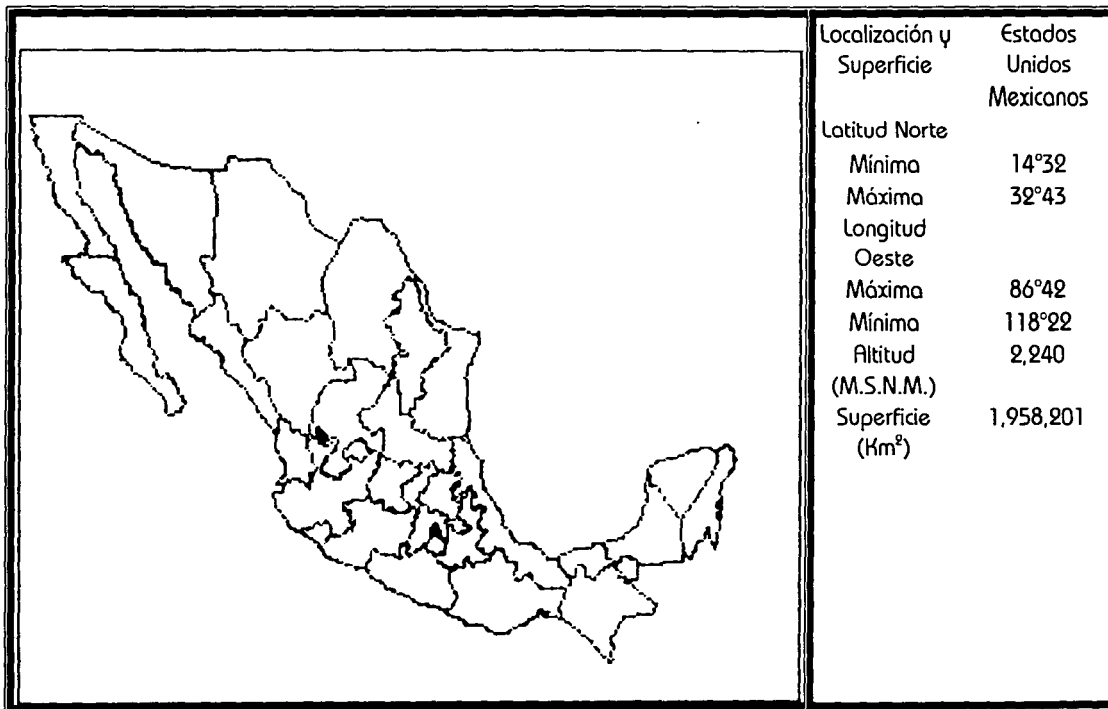 Localización y Estados
Superficie Unidos
Mexicanos
Latitud Norte
Mínima 14°32
Máxima 32°43
Longitud
Oeste
Máxima 86°42
Mínima 118°22
Altitud 2,240
(M.S.N.M.)
Superficie 1,958,201
(Km²)